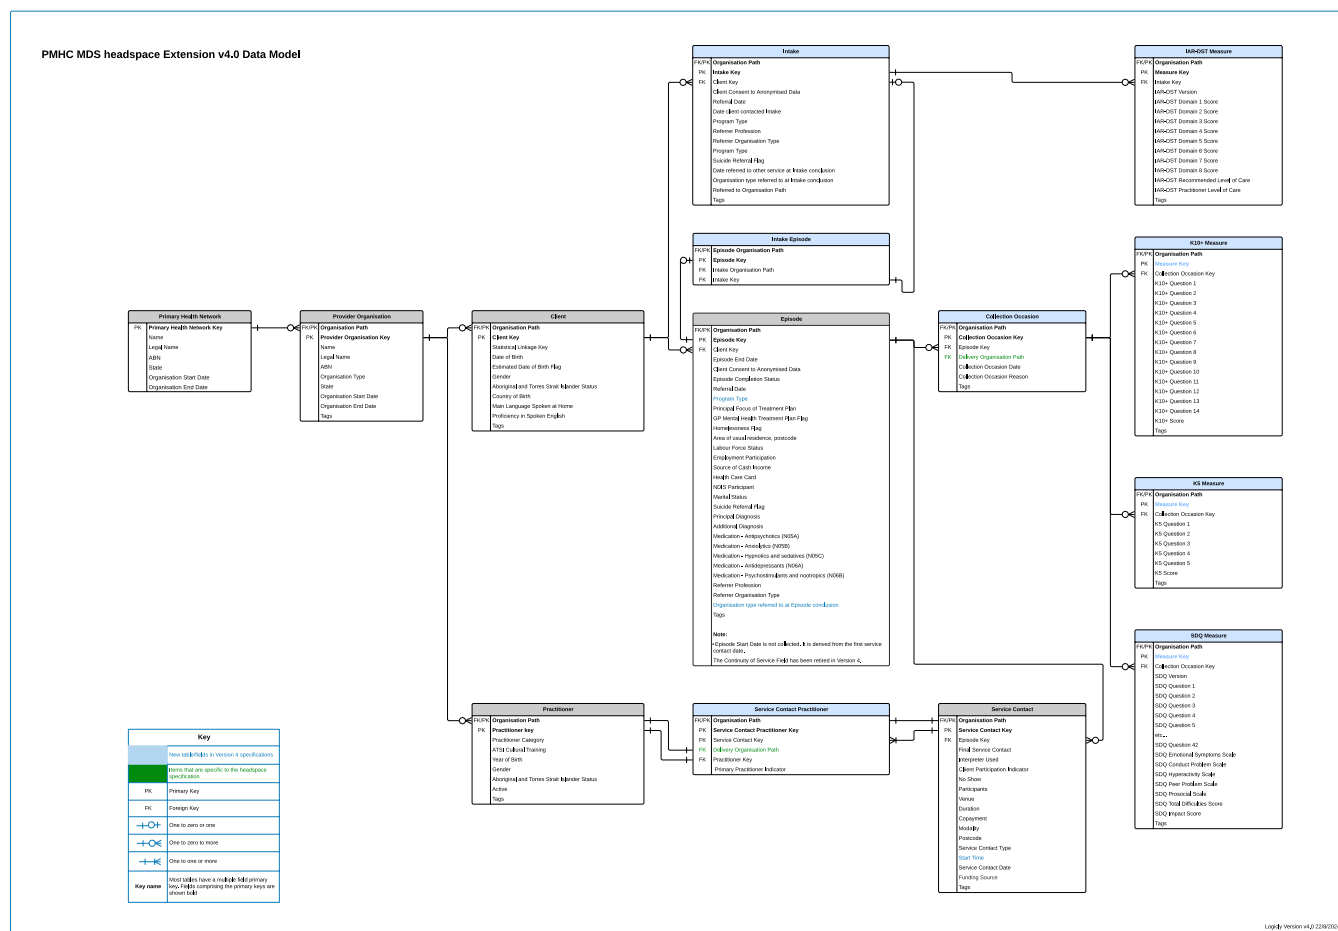 PMHC MDS headspace Extension v4.0 Data Model
Intake
FK/PK Organisation Path
PK Intake Key
FK Client Key
Client Consent to Anonymised Data
Referral Date
Date client contacted Intake
Program Type
Referrer Profession
Referrer Organisation Type
Program Type
Suicide Referral Flag
Date referred to other service at Intake conclusion
Organisation type referred to at Intake conclusion
Referred to Organisation Path
Tags
IAR-DST Measure
FK/PK Organisation Path
PK Measure Key
FK Intake Key
IAR-DST Version
IAR-DST Domain 1 Score
IAR-DST Domain 2 Score
IAR-DST Domain 3 Score
IAR-DST Domain 4 Score
IAR-DST Domain 5 Score
IAR-DST Domain 6 Score
IAR-DST Domain 7 Score
IAR-DST Domain 8 Score
IAR-DST Recommended Level of Care
IAR-DST Practitioner Level of Care
Tags
Intake Episode
FK/PK Episode Organisation Path
PK Episode Key
FK Intake Organisation Path
FK Intake Key
K10+ Measure
FK/PK Organisation Path
PK Measure Key
FK Collection Occasion Key
K10+ Question 1
K10+ Question 2
K10+ Question 3
K10+ Question 4
K10+ Question 5
K10+ Question 6
K10+ Question 7
K10+ Question 8
K10+ Question 9
K10+ Question 10
K10+ Question 11
K10+ Question 12
K10+ Question 13
K10+ Question 14
K10+ Score
Tags
Primary Health Network
PK Primary Health Network Key
Name
Legal Name
ABN
State
Organisation Start Date
Organisation End Date
Provider Organisation
FK/PK Organisation Path
PK Provider Organisation Key
Name
Legal Name
ABN
Organisation Type
State
Organisation Start Date
Organisation End Date
Tags
Client
FK/PK Organisation Path
PK Client Key
Statistical Linkage Key
Date of Birth
Estimated Date of Birth Flag
Gender
Aboriginal and Torres Strait Islander Status
Country of Birth
Main Language Spoken at Home
Proficiency in Spoken English
Tags
Episode
FK/PK Organisation Path
PK Episode Key
FK Client Key
Episode End Date
Client Consent to Anonymised Data
Episode Completion Status
Referral Date
Program Type
Principal Focus of Treatment Plan
GP Mental Health Treatment Plan Flag
Homelessness Flag
Area of usual residence, postcode
Labour Force Status
Employment Participation
Source of Cash Income
Health Care Card
NDIS Participant
Marital Status
Suicide Referral Flag
Principal Diagnosis
Additional Diagnosis
Medication - Antipsychotics (N05A)
Medication - Anxiolytics (N05B)
Medication - Hypnotics and sedatives (N05C)
Medication - Antidepressants (N06A)
Medication - Psychostimulants and nootropics (N06B)
Referrer Profession
Referrer Organisation Type
Organisation type referred to at Episode conclusion
Tags
Note:
• Episode Start Date is not collected. It is derived from the first service
contact date.
The Continuity of Service Field has been retired in Version 4.
Collection Occasion
FK/PK Organisation Path
PK Collection Occasion Key
FK Episode Key
FK Delivery Organisation Path
Collection Occasion Date
Collection Occasion Reason
Tags
K5 Measure
FK/PK Organisation Path
PK Measure Key
FK Collection Occasion Key
K5 Question 1
K5 Question 2
K5 Question 3
K5 Question 4
K5 Question 5
K5 Score
Tags
SDQ Measure
FK/PK Organisation Path
PK Measure Key
FK Collection Occasion Key
SDQ Version
SDQ Question 1
SDQ Question 2
SDQ Question 3
SDQ Question 4
SDQ Question 5
etc...
SDQ Question 42
SDQ Emotional Symptoms Scale
SDQ Conduct Problem Scale
SDQ Hyperactivity Scale
SDQ Peer Problem Scale
SDQ Prosocial Scale
SDQ Total Difficulties Score
SDQ Impact Score
Tags
Practitioner
FK/PK Organisation Path
PK Practitioner key
Practitioner Category
ATSI Cultural Training
Year of Birth
Gender
Aboriginal and Torres Strait Islander Status
Active
Tags
Service Contact Practitioner
FK/PK Organisation Path
PK Service Contact Practitioner Key
FK Service Contact Key
FK Delivery Organisation Path
FK Practitioner Key
Primary Practitioner Indicator
Service Contact
FK/PK Organisation Path
PK Service Contact Key
FK Episode Key
Final Service Contact
Interpreter Used
Client Participation Indicator
No Show
Participants
Venue
Duration
Copayment
Modality
Postcode
Service Contact Type
Start Time
Service Contact Date
Funding Source
Tags
Key
New table/fields in Version 4 specifications
Items that are specific to the headspace
specification
PK Primary Key
FK Foreign Key
One to zero or one
One to zero to more
One to one or more
Key name Most tables have a multiple field primary
key. Fields comprising the primary keys are
shown bold
Logisly Version v4.0 22/8/202